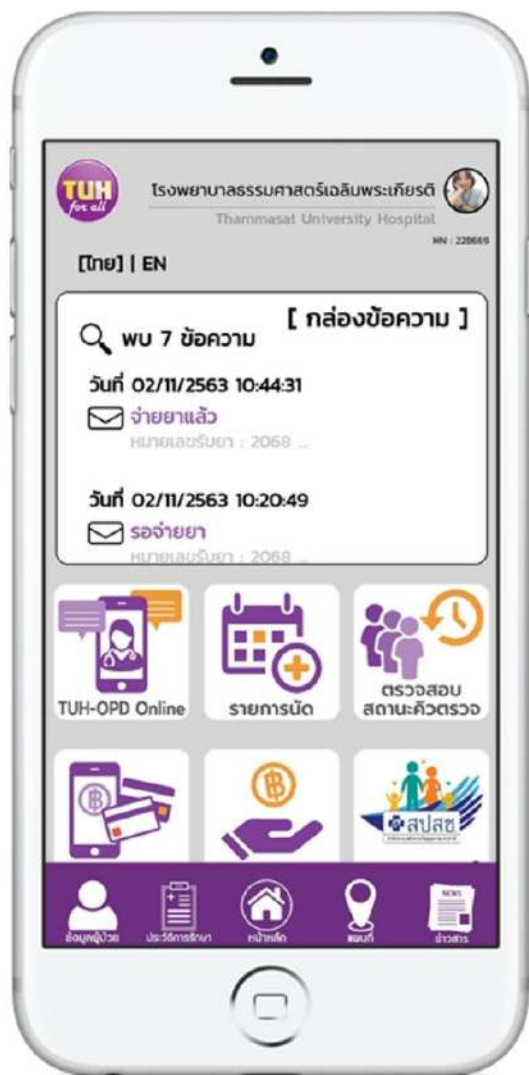 TUH
for all
โรงพยาบาลธรรมศาสตร์เฉลิมพระเกียรติ
Thammasat University Hospital
HN : 228669
[ไทย] | EN
[ กล่องข้อความ ]
พบ 7 ข้อความ
วันที่ 02/11/2563 10:44:31
จ่ายยาแล้ว
หมายเลขรับยา : 2068 ...
วันที่ 02/11/2563 10:20:49
รอจ่ายยา
หมายเลขรับยา : 2068 ...
TUH-OPD Online
รายการนัด
ตรวจสอบ
สถานะคิวตรวจ
สปสช.
ข้อมูลผู้ป่วย
ประวัติการรักษา
หน้าหลัก
แผนที่
NEWS
ข่าวสาร